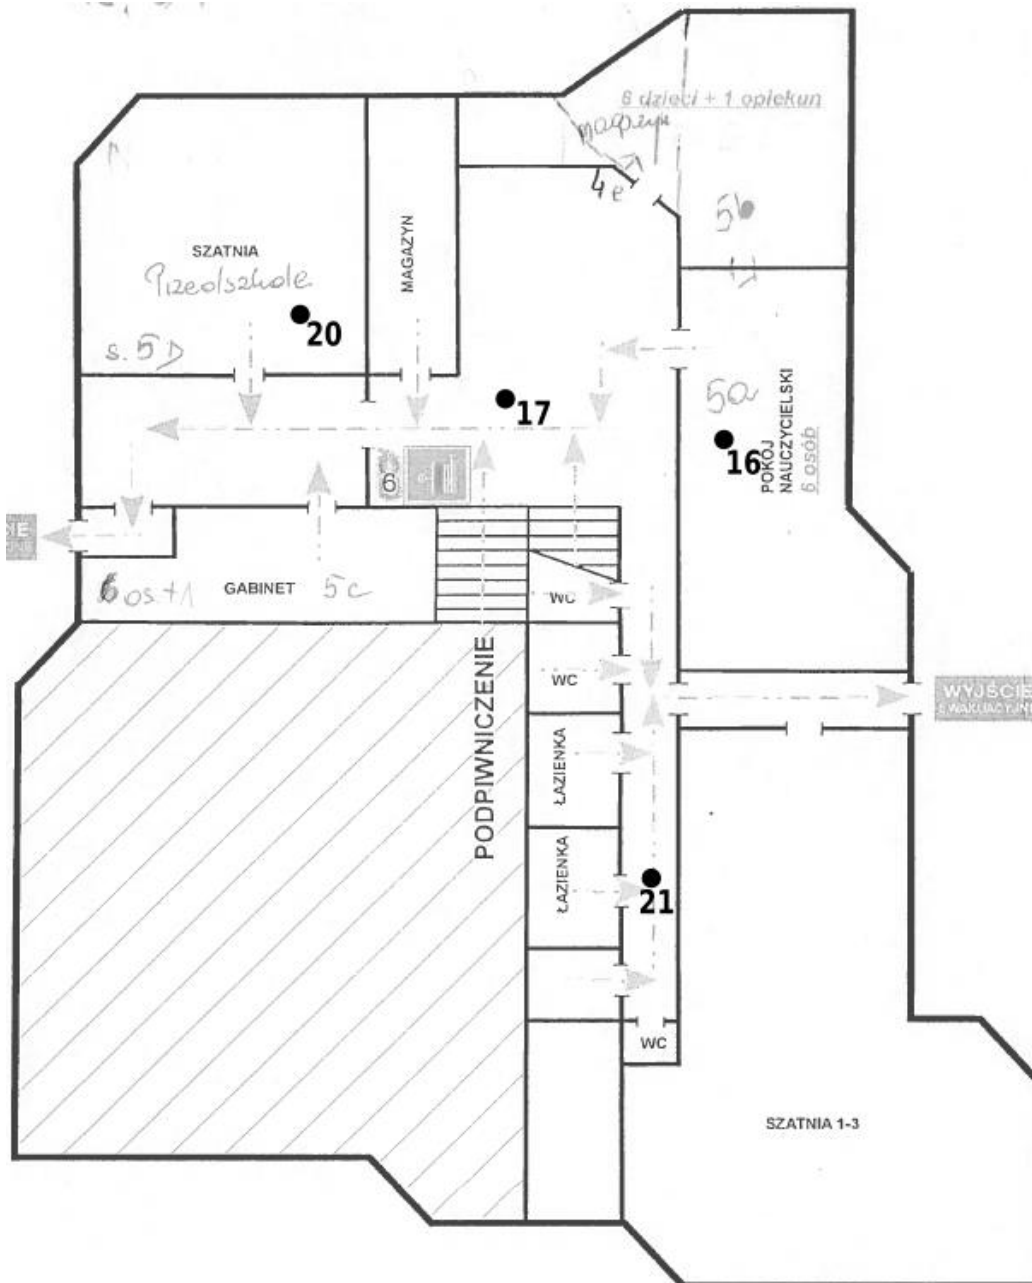 6 dzieci + 1 opiekun
magazyn
4e
5b
SZATNIA
Przedszkole
20
s. 5D
MAGAZYN
17
5a
16
POKÓJ
NAUCZYCIELSKI
6 osób
6
6 os+1
GABINET
5c
WC
WC
PODPIWNICZENIE
WYJŚCIE
EWAKUACYJNE
ŁAZIENKA
ŁAZIENKA
21
WC
SZATNIA 1-3